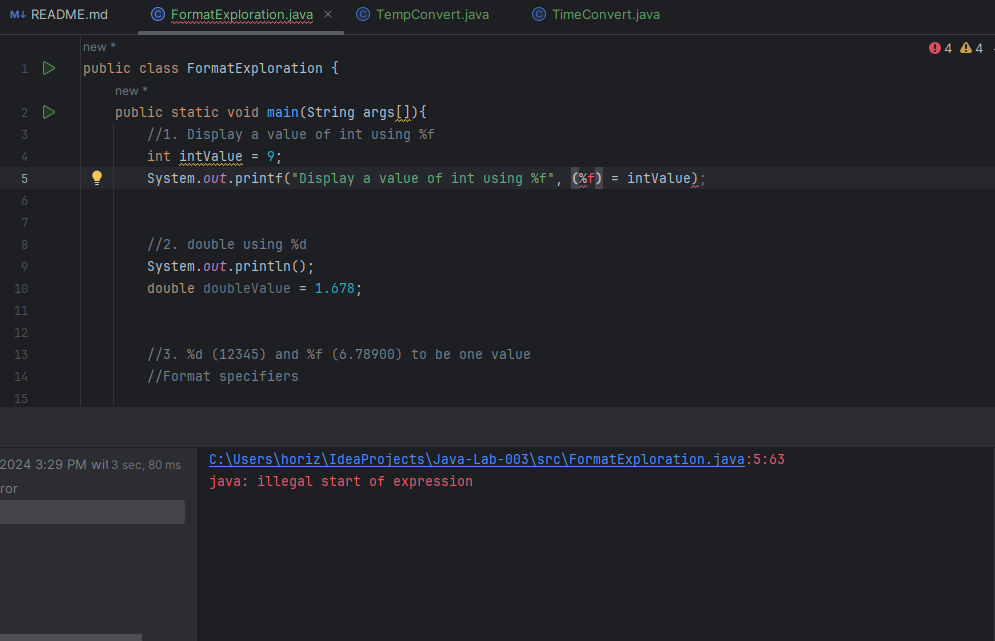 M↓ README.md © FormatExploration.java × © TempConvert.java © TimeConvert.java
new *
4 4
1 public class FormatExploration {
new *
2 public static void main(String args[]){
3 //1. Display a value of int using %f
4 int intValue = 9;
5 System.out.printf("Display a value of int using %f", (%f) = intValue);
6
7
8 //2. double using %d
9 System.out.println();
10 double doubleValue = 1.678;
11
12
13 //3. %d (12345) and %f (6.78900) to be one value
14 //Format specifiers
15
2024 3:29 PM wit 3 sec, 80 ms
ror
C:\Users\horiz\IdeaProjects\Java-Lab-003\src\FormatExploration.java:5:63
java: illegal start of expression